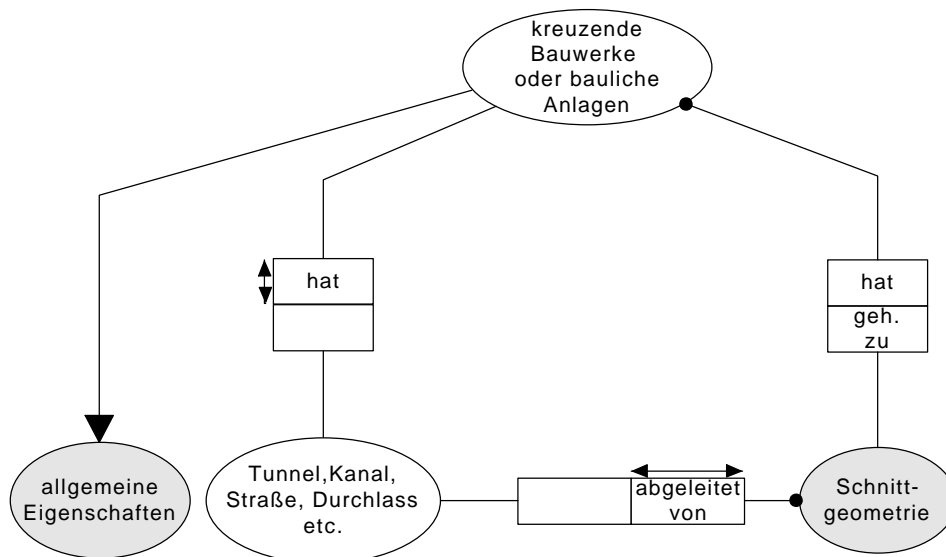 kreuzende
Bauwerke
oder bauliche
Anlagen
hat
hat
geh.
zu
allgemeine
Eigenschaften
Tunnel,Kanal,
Straße, Durchlass
etc.
abgeleitet
von
Schnitt-
geometrie